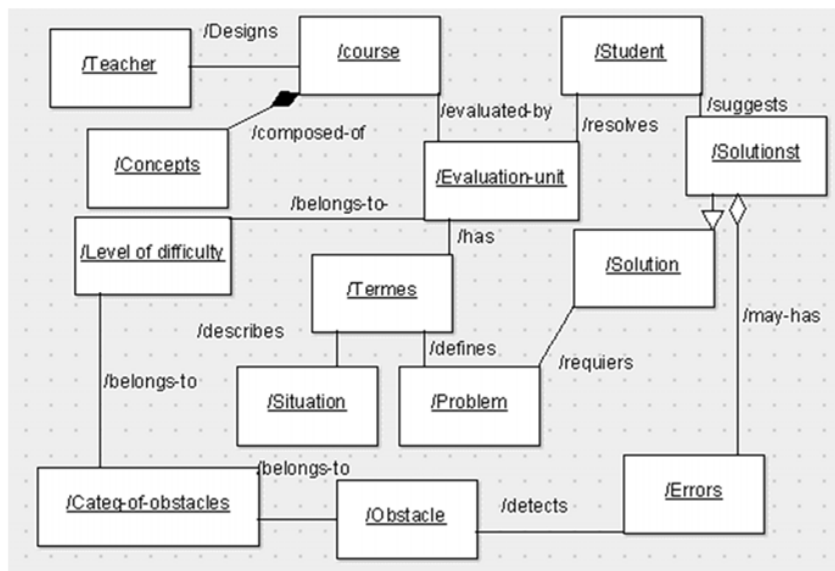 /Designs
/Teacher
/course
/Student
/composed-of
/evaluated-by
/resolves
/suggests
/Concepts
/Evaluation-unit
/Solutionst
/belongs-to-
/Level of difficulty
/has
/Termes
/Solution
/describes
/defines
/requiers
/may-has
/belongs-to
/Situation
/Problem
/belongs-to
/Categ-of-obstacles
/Obstacle
/detects
/Errors